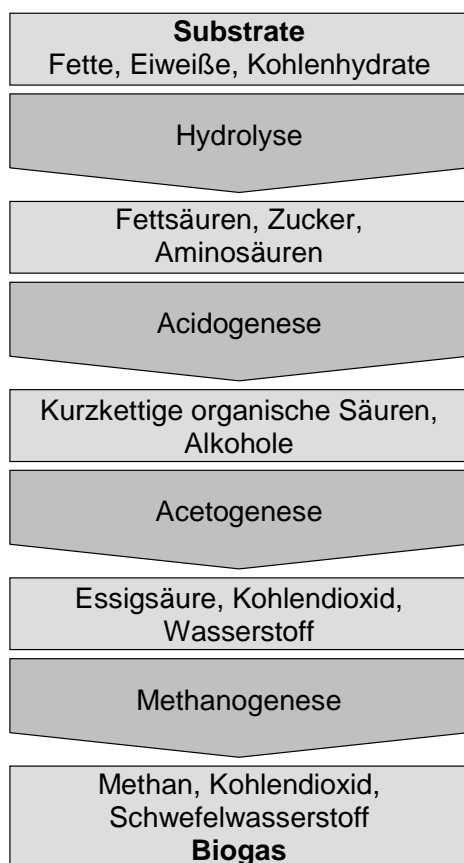 Substrate
Fette, Eiweiße, Kohlenhydrate
Hydrolyse
Fettsäuren, Zucker,
Aminosäuren
Acidogenese
Kurzkettige organische Säuren,
Alkohole
Acetogenese
Essigsäure, Kohlendioxid,
Wasserstoff
Methanogenese
Methan, Kohlendioxid,
Schwefelwasserstoff
Biogas